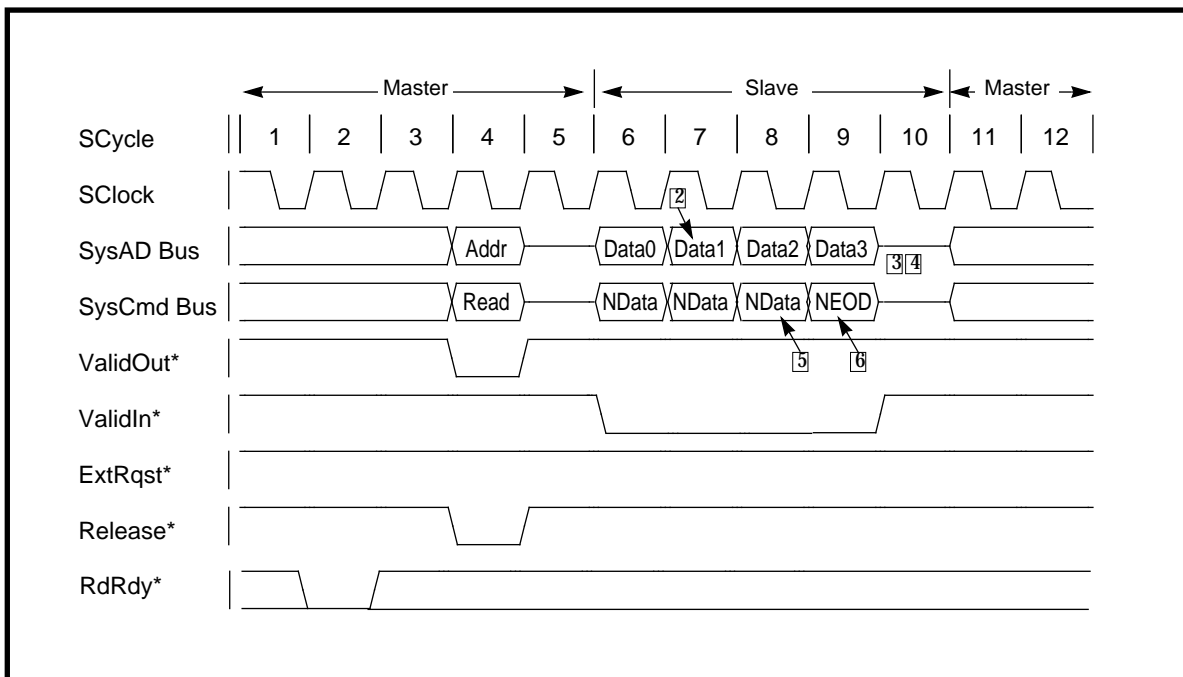 Master Slave Master
SCycle 1 2 3 4 5 6 7 8 9 10 11 12
SClock
2
SysAD Bus Addr Data0 Data1 Data2 Data3
3 4
SysCmd Bus Read NData NData NData NEOD
ValidOut* 5 6
ValidIn*
ExtRqst*
Release*
RdRdy*